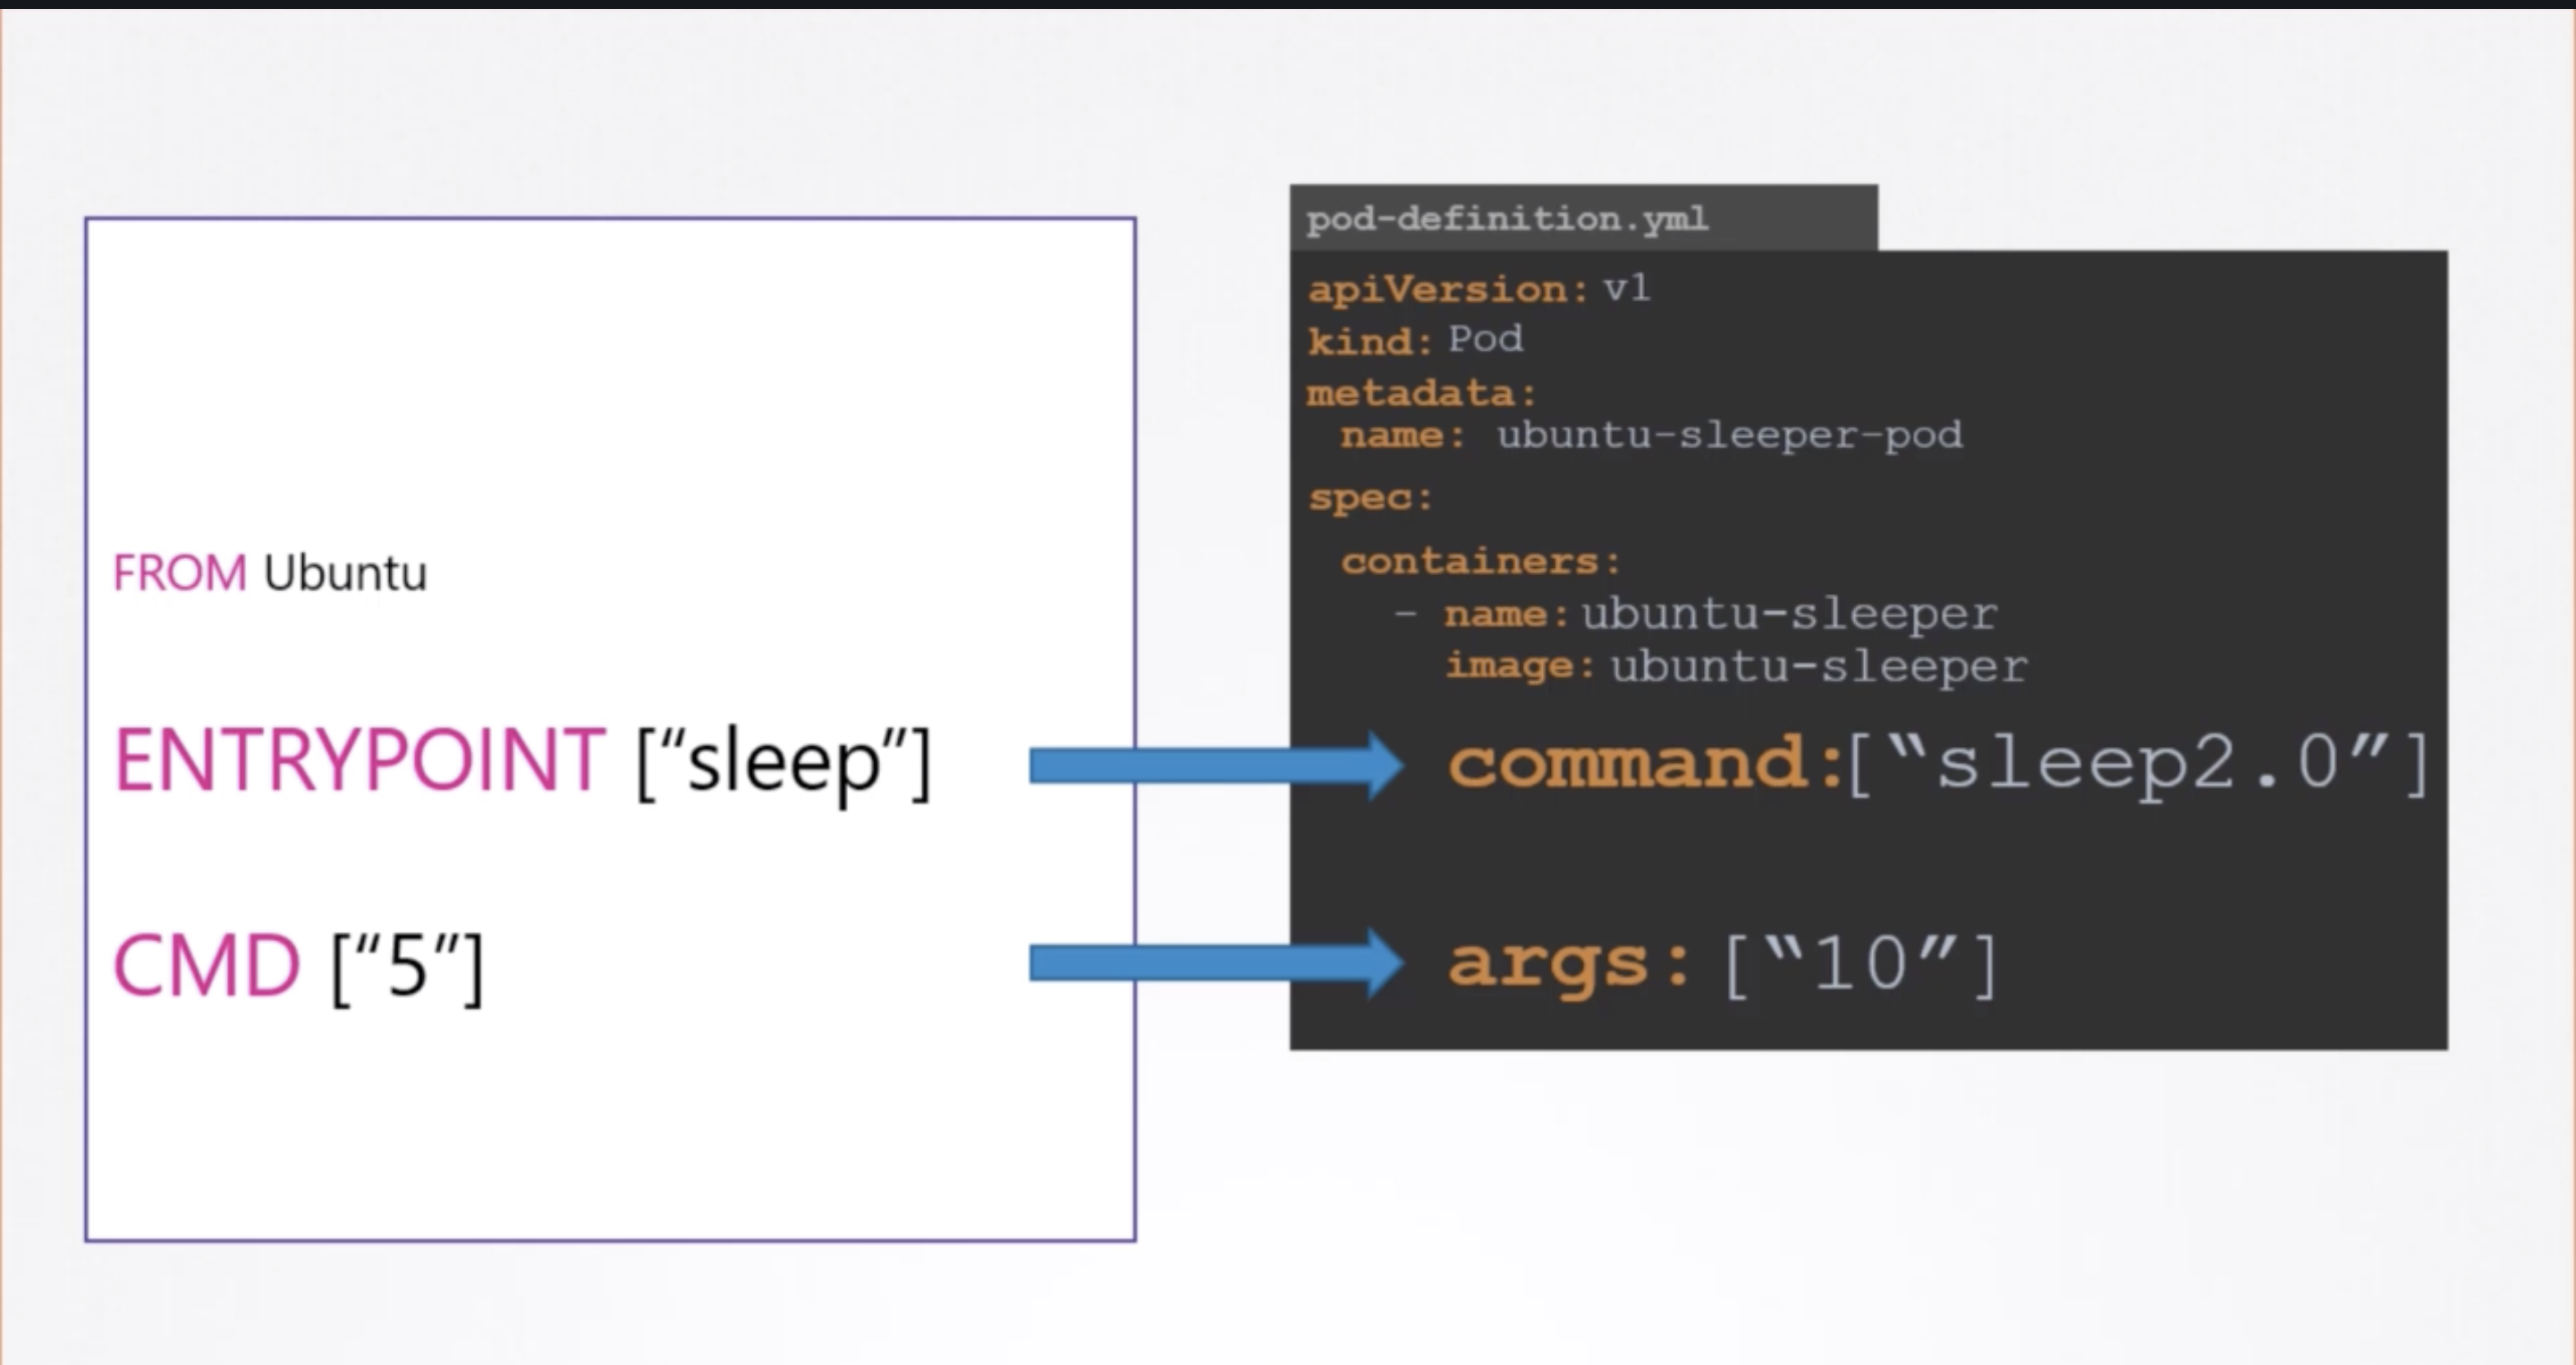 FROM Ubuntu
ENTRYPOINT [“sleep”]
CMD [“5”]
pod-definition.yml
apiVersion: v1
kind: Pod
metadata:
name: ubuntu-sleeper-pod
spec:
containers:
- name: ubuntu-sleeper
image: ubuntu-sleeper
command:[“sleep2.0”]
args: [“10”]